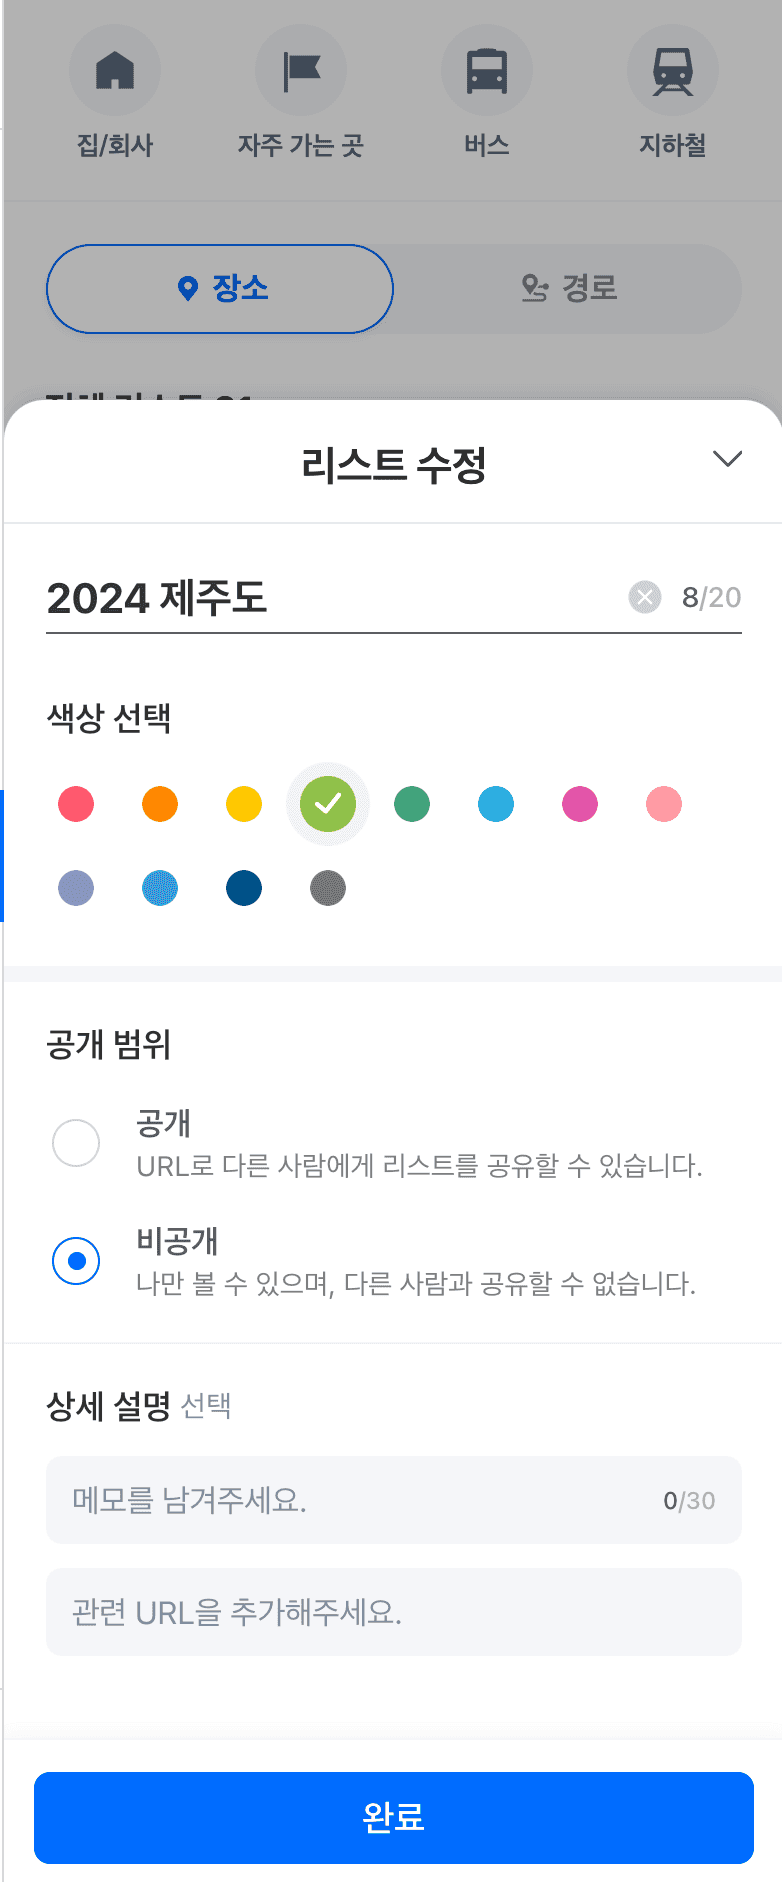 집/회사
자주 가는 곳
버스
지하철
장소
경로
리스트 수정
2024 제주도
8/20
색상 선택
공개 범위
공개
URL로 다른 사람에게 리스트를 공유할 수 있습니다.
비공개
나만 볼 수 있으며, 다른 사람과 공유할 수 없습니다.
상세 설명 선택
메모를 남겨주세요.
0/30
관련 URL을 추가해주세요.
완료